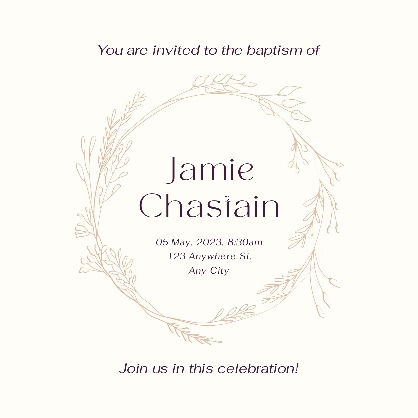 You are invited to the baptism of
Jamie
Chastain
05 May, 2023, 8:30am
123 Anywhere St.
Any City
Join us in this celebration!